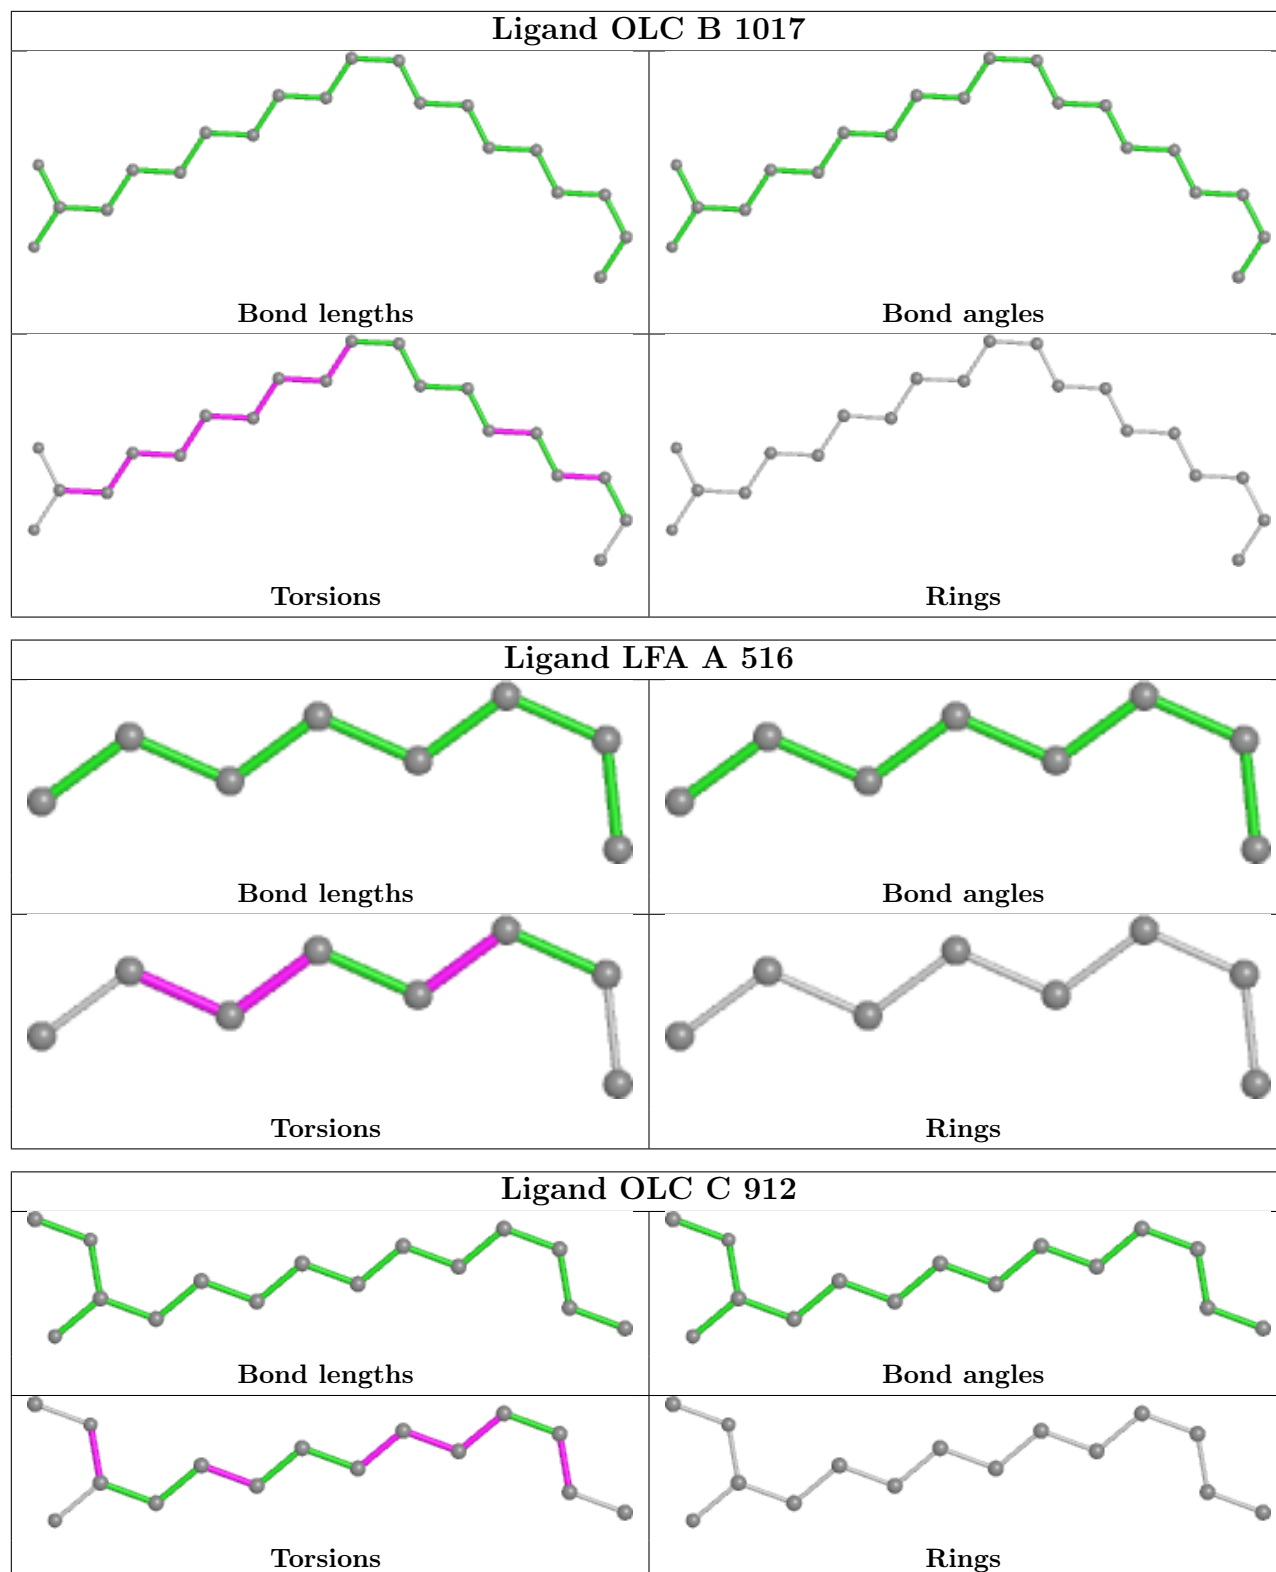 Ligand OLC B 1017
Bond lengths
Bond angles
Torsions
Rings
Ligand LFA A 516
Bond lengths
Bond angles
Torsions
Rings
Ligand OLC C 912
Bond lengths
Bond angles
Torsions
Rings